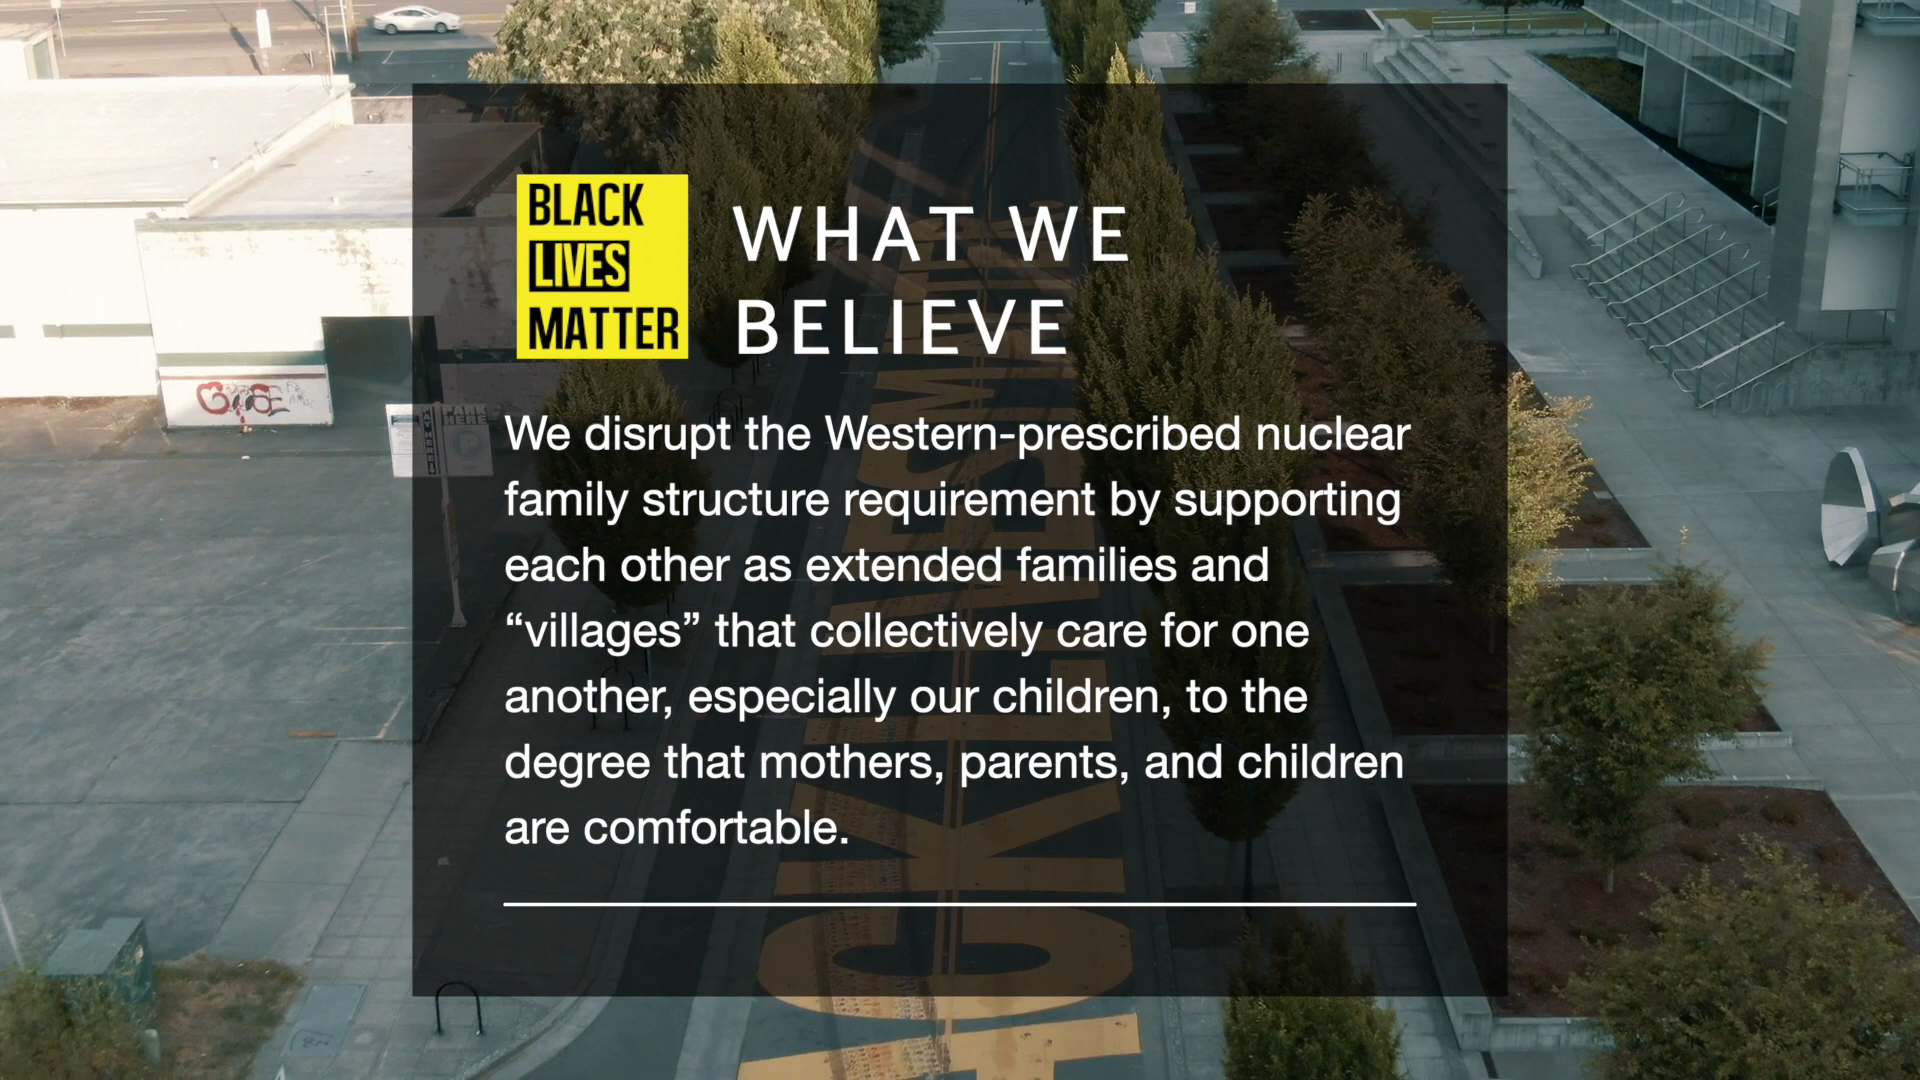 BLACK
LIVES
MATTER
WHAT WE
BELIEVE
We disrupt the Western-prescribed nuclear
family structure requirement by supporting
each other as extended families and
“villages” that collectively care for one
another, especially our children, to the
degree that mothers, parents, and children
are comfortable.